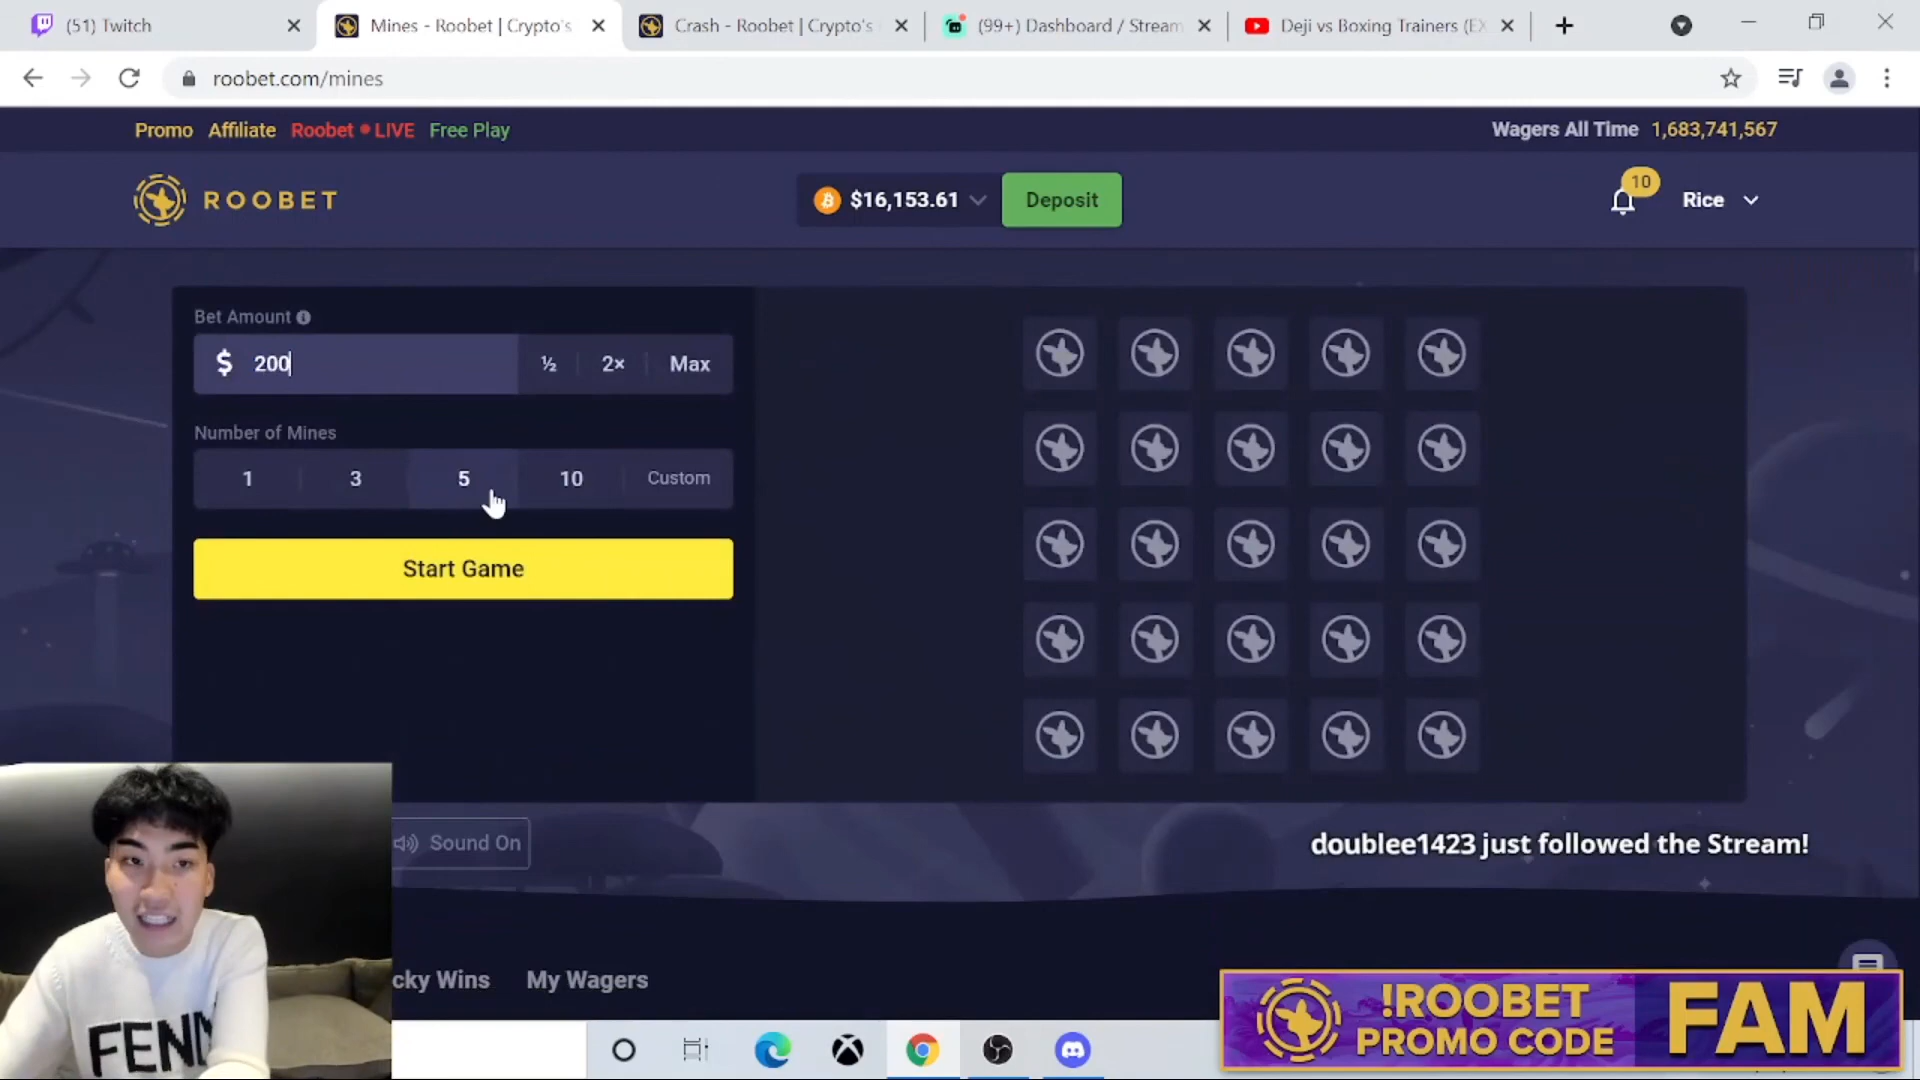 (51) Twitch
Mines - Roobet | Crypto's
Crash - Roobet | Crypto's
(99+) Dashboard / Stream
Deji vs Boxing Trainers (EX
roobet.com/mines
Promo Affiliate Roobet • LIVE Free Play
Wagers All Time 1,683,741,567
ROOBET
$16,153.61
Deposit
10
Rice
Bet Amount
$ 200
½ 2× Max
Number of Mines
1 3 5 10 Custom
Start Game
Sound On
doublee1423 just followed the Stream!
cky Wins My Wagers
!ROOBET
PROMO CODE
FAM
FEND